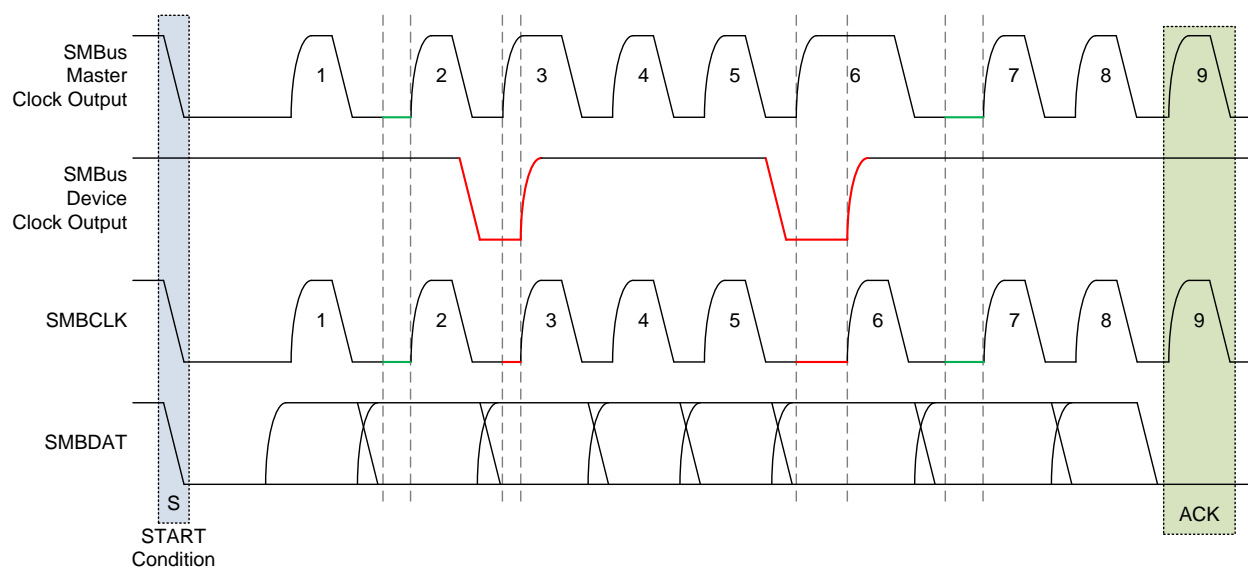 SMBus
Master
Clock Output
1 2 3 4 5 6 7 8 9
SMBus
Device
Clock Output
SMBCLK
1 2 3 4 5 6 7 8 9
SMBDAT
S
ACK
START
Condition